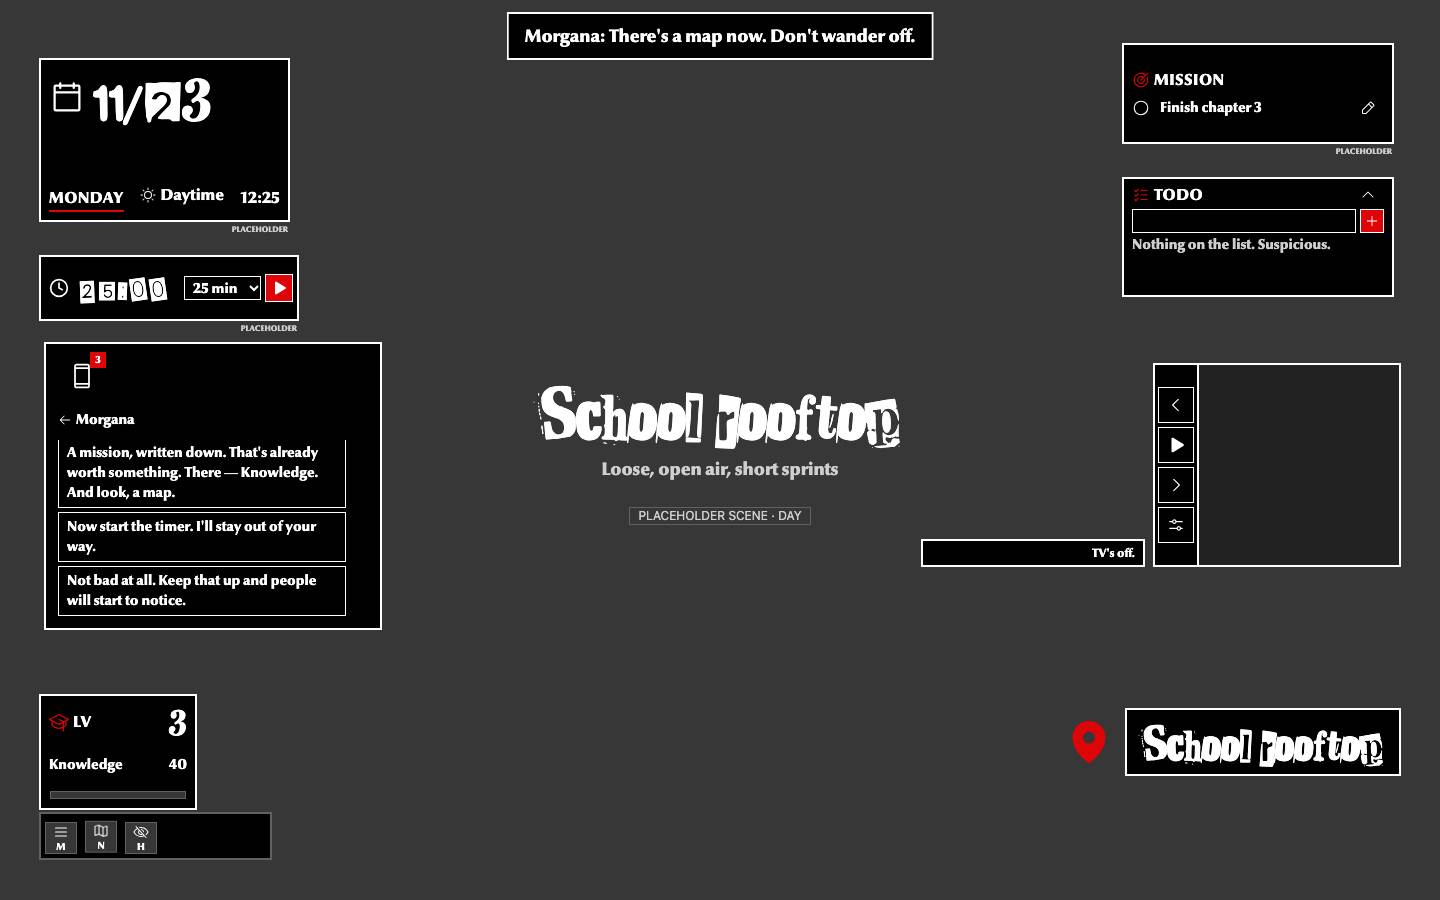 Morgana: There's a map now. Don't wander off.
11/23
MONDAY
Daytime
12:25
PLACEHOLDER
25:00
25 min
PLACEHOLDER
3
Morgana
A mission, written down. That's already
worth something. There — Knowledge.
And look, a map.
Now start the timer. I'll stay out of your
way.
Not bad at all. Keep that up and people
will start to notice.
LV
3
Knowledge
40
M
N
H
School rooftop
Loose, open air, short sprints
PLACEHOLDER SCENE · DAY
MISSION
Finish chapter 3
PLACEHOLDER
TODO
Nothing on the list. Suspicious.
TV's off.
School rooftop